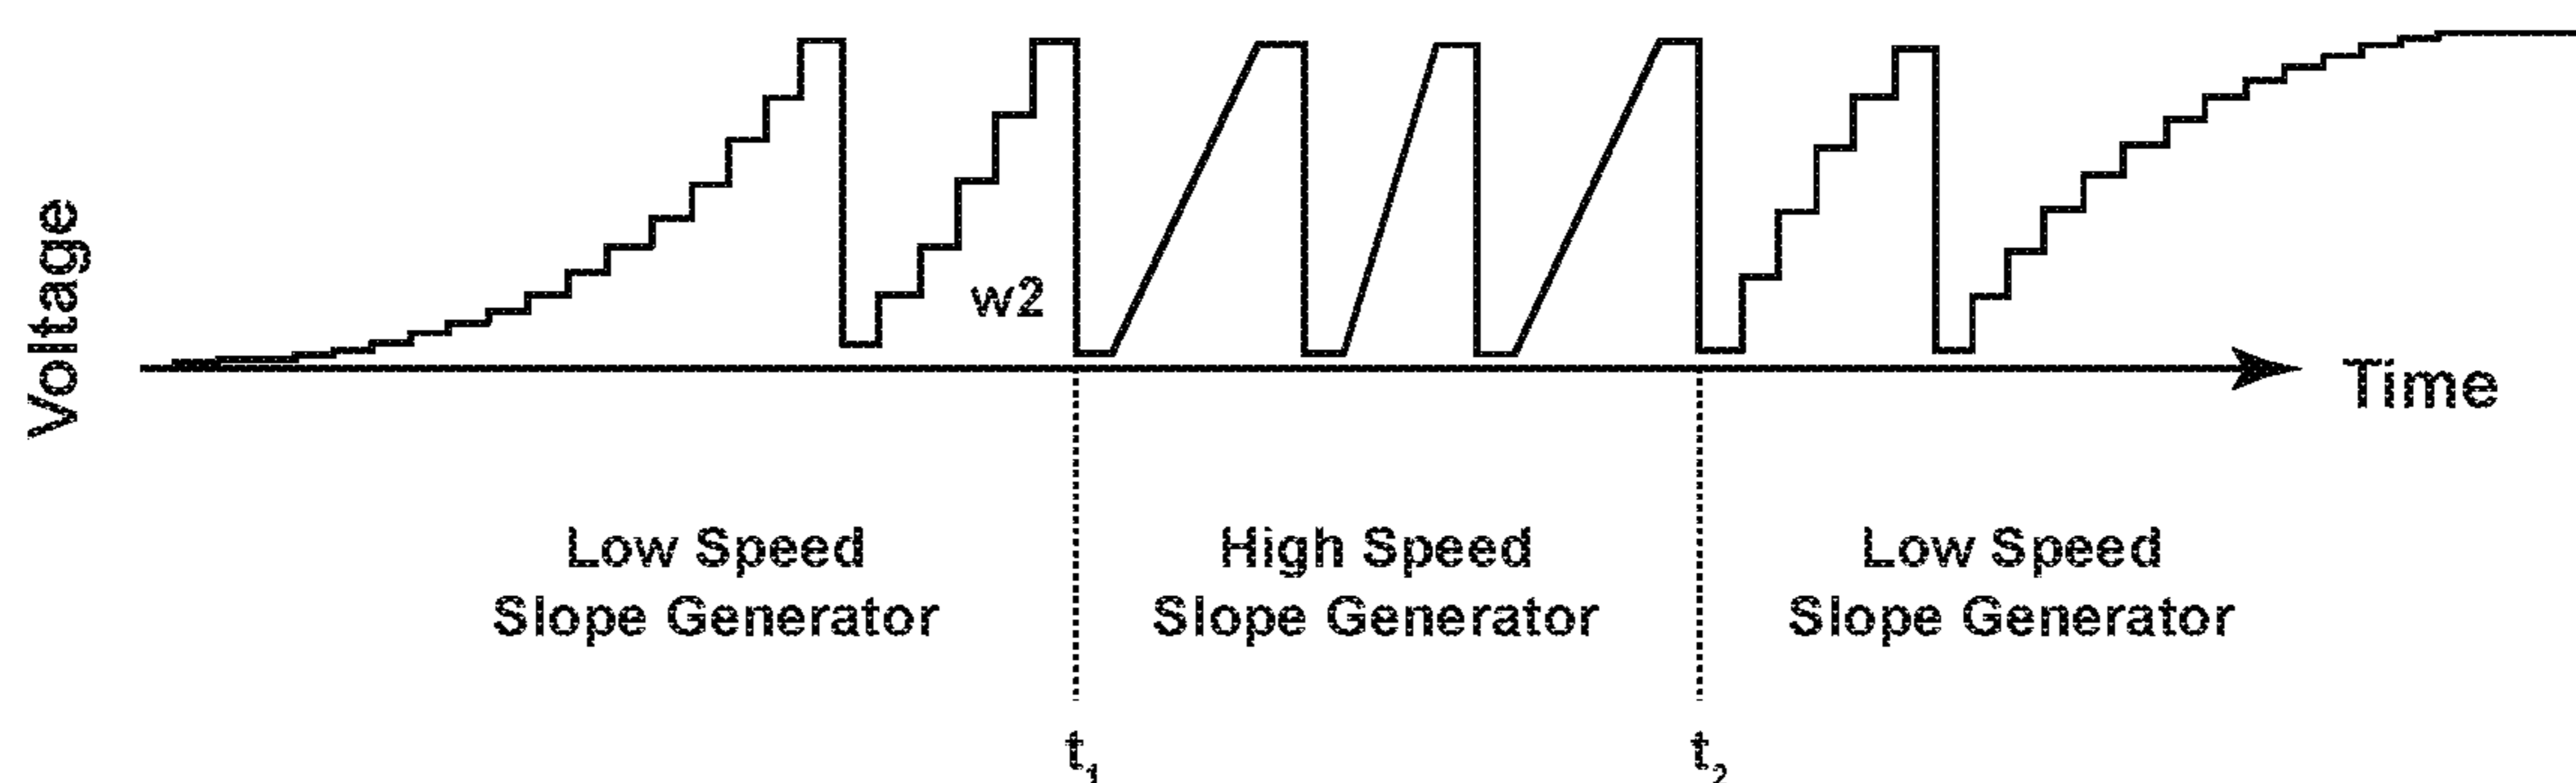 Voltage
w2
Time
Low Speed
Slope Generator
High Speed
Slope Generator
Low Speed
Slope Generator
t₁
t₂